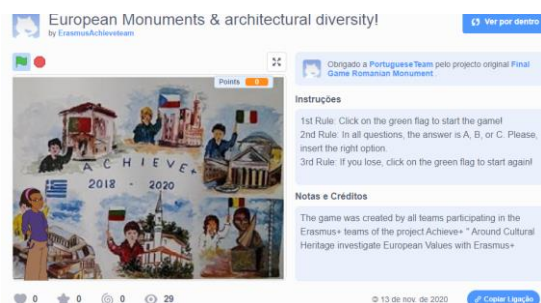 European Monuments & architectural diversity!
by ErasmusAchieveteam
Ver por dentro
Points 0
ACHIEVE+
2018 - 2020
Obrigado a PortugueseTeam pelo projecto original Final
Game Romanian Monument.
Instruções
1st Rule: Click on the green flag to start the game!
2nd Rule: In all questions, the answer is A, B, or C. Please,
insert the right option.
3rd Rule: If you lose, click on the green flag to start again!
Notas e Créditos
The game was created by all teams participating in the
Erasmus+ teams of the project Achieve+ " Around Cultural
Heritage investigate European Values with Erasmus+
0 0 0 29
© 13 de nov. de 2020
Copiar Ligação